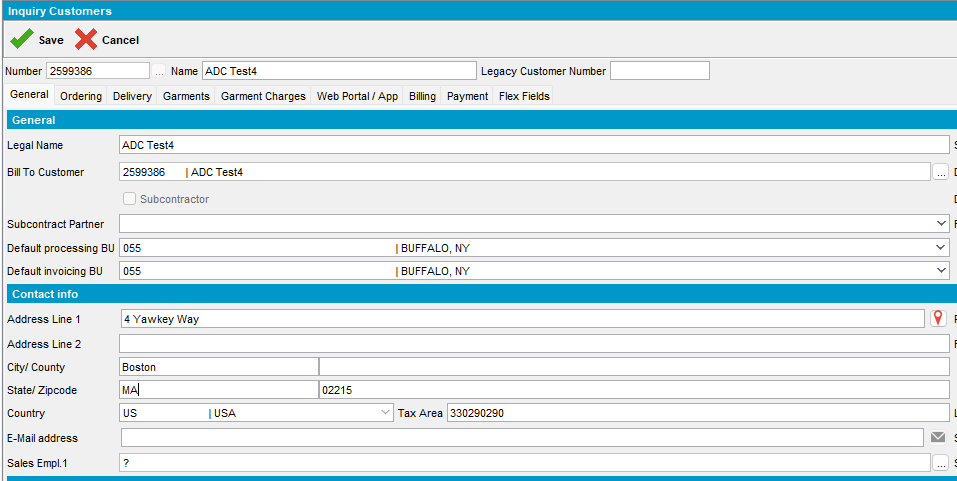 Inquiry Customers
Save Cancel
Number 2599386 ... Name ADC Test4 Legacy Customer Number
General Ordering Delivery Garments Garment Charges Web Portal / App Billing Payment Flex Fields
General
Legal Name ADC Test4 S
Bill To Customer 2599386 | ADC Test4 ... D
Subcontractor D
Subcontract Partner F
Default processing BU 055 | BUFFALO, NY
Default invoicing BU 055 | BUFFALO, NY
Contact info
Address Line 1 4 Yawkey Way
Address Line 2
City/ County Boston
State/ Zipcode MA 02215
Country US | USA Tax Area 330290290 L
E-Mail address S
Sales Empl.1 ? ... S